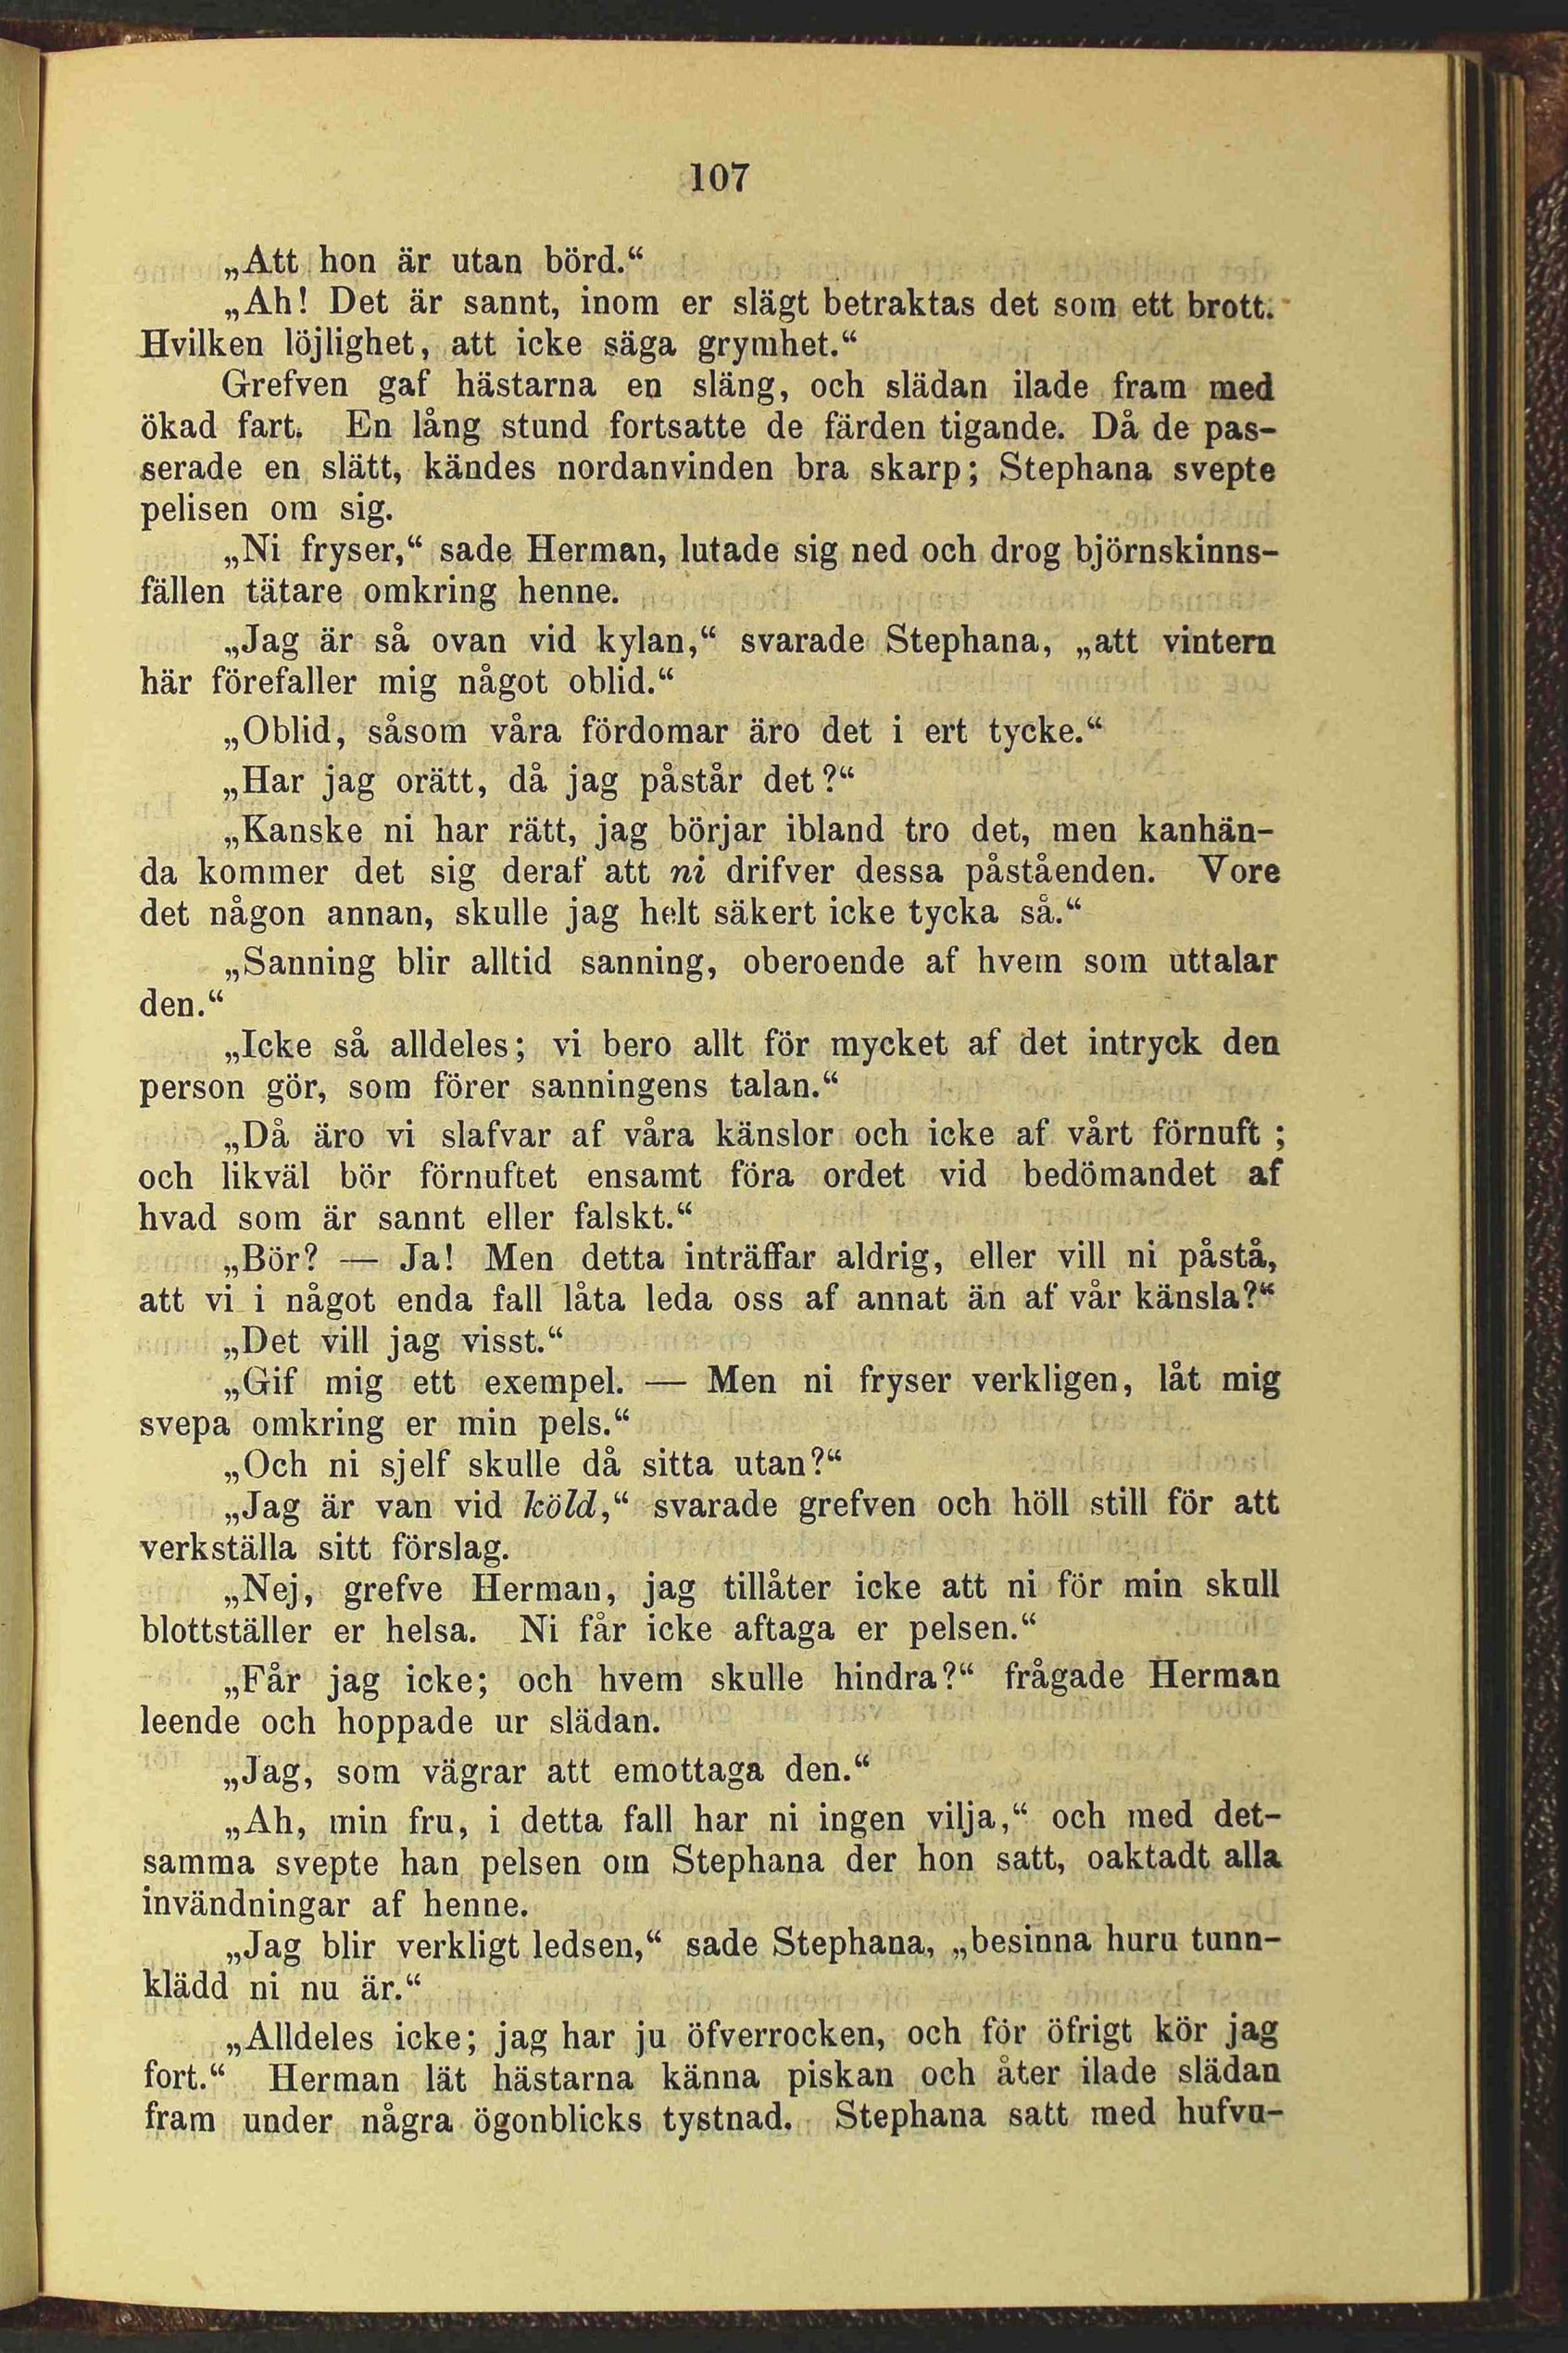 107
„Att hon är utan börd.“
„Ah! Det är sannt, inom er slägt betraktas det som ett brott.
Hvilken löjlighet, att icke säga grymhet.“
Grefven gaf hästarna en släng, och slädan ilade fram med
ökad fart. En lång stund fortsatte de färden tigande. Då de pas-
serade en slätt, kändes nordanvinden bra skarp; Stephana svepte
pelisen om sig.
„Ni fryser,“ sade Herman, lutade sig ned och drog björnskinns-
fällen tätare omkring henne.
„Jag är så ovan vid kylan,“ svarade Stephana, „att vintern
här förefaller mig något oblid.“
„Oblid, såsom våra fördomar äro det i ert tycke.“
„Har jag orätt, då jag påstår det?“
„Kanske ni har rätt, jag börjar ibland tro det, men kanhän-
da kommer det sig deraf att ni drifver dessa påståenden. Vore
det någon annan, skulle jag helt säkert icke tycka så.“
„Sanning blir alltid sanning, oberoende af hvem som uttalar
den.“
„Icke så alldeles; vi bero allt för mycket af det intryck den
person gör, som förer sanningens talan.“
„Då äro vi slafvar af våra känslor och icke af vårt förnuft ;
och likväl bör förnuftet ensamt föra ordet vid bedömandet af
hvad som är sannt eller falskt.“
„Bör? — Ja! Men detta inträffar aldrig, eller vill ni påstå,
att vi i något enda fall låta leda oss af annat än af vår känsla?“
„Det vill jag visst.“
„Gif mig ett exempel. — Men ni fryser verkligen, låt mig
svepa omkring er min pels.“
„Och ni sjelf skulle då sitta utan?“
„Jag är van vid köld,“ svarade grefven och höll still för att
verkställa sitt förslag.
„Nej, grefve Herman, jag tillåter icke att ni för min skull
blottställer er helsa. Ni får icke aftaga er pelsen.“
„Får jag icke; och hvem skulle hindra?“ frågade Herman
leende och hoppade ur slädan.
„Jag, som vägrar att emottaga den.“
„Ah, min fru, i detta fall har ni ingen vilja,“ och med det-
samma svepte han pelsen om Stephana der hon satt, oaktadt alla
invändningar af henne.
„Jag blir verkligt ledsen,“ sade Stephana, „besinna huru tunn-
klädd ni nu är.“
„Alldeles icke; jag har ju öfverrocken, och för öfrigt kör jag
fort.“ Herman lät hästarna känna piskan och åter ilade slädan
fram under några ögonblicks tystnad. Stephana satt med hufvu-